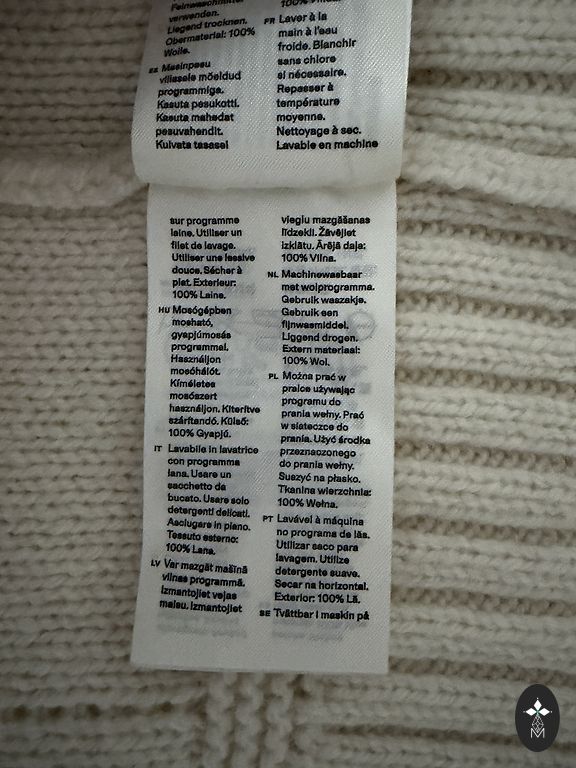 Feinwaschmittel
verwenden.
Liegend trocknen.
Obermaterial: 100%
Wolle.
EE Masinpesu
villasele mõeldud
programmiga.
Kasuta pesukotti.
Kasuta mahedat
pesuvahendit.
Kuivata tasasel
100%
FR Laver à la
main à l'eau
froide. Blanchir
sans chlore
si nécessaire.
Repasser à
température
moyenne.
Nettoyage à sec.
Lavable en machine
sur programme
laine. Utiliser un
filet de lavage.
Utiliser une lessive
douce. Sécher à
plat. Exterieur:
100% Laine.
HU Mosógépben
mosható,
gyapjúmosás
programmal.
Használjon
mosóhálót.
Kíméletes
mosószert
használjon. Kiterítve
szárítandó. Külső:
100% Gyapjú.
IT Lavabile in lavatrice
con programma
lana. Usare un
sacchetto da
bucato. Usare solo
detergenti delicati.
Asciugare in piano.
Tessuto esterno:
100% Lana.
LV Var mazgāt mašīnā
vilnas programmā.
Izmantojiet veļas
maisu. Izmantojiet
vieglu mazgāšanas
līdzekli. Žāvējiet
izklātu. Ārējā daļa:
100% Vilna.
NL Machinewasbaar
met wolprogramma.
Gebruik waszakje.
Gebruik een
fijnwasmiddel.
Liggend drogen.
Extern materiaal:
100% Wol.
PL Można prać w
pralce używając
programu do
prania wełny. Prać
w siateczce do
prania. Użyć środka
przeznaczonego
do prania wełny.
Suszyć na płasko.
Tkanina wierzchnia:
100% Wełna.
PT Lavável à máquina
no programa de lãs.
Utilizar saco para
lavagem. Utilize
detergente suave.
Secar na horizontal.
Exterior: 100% Lã.
SE Tvättbar i maskin på
M